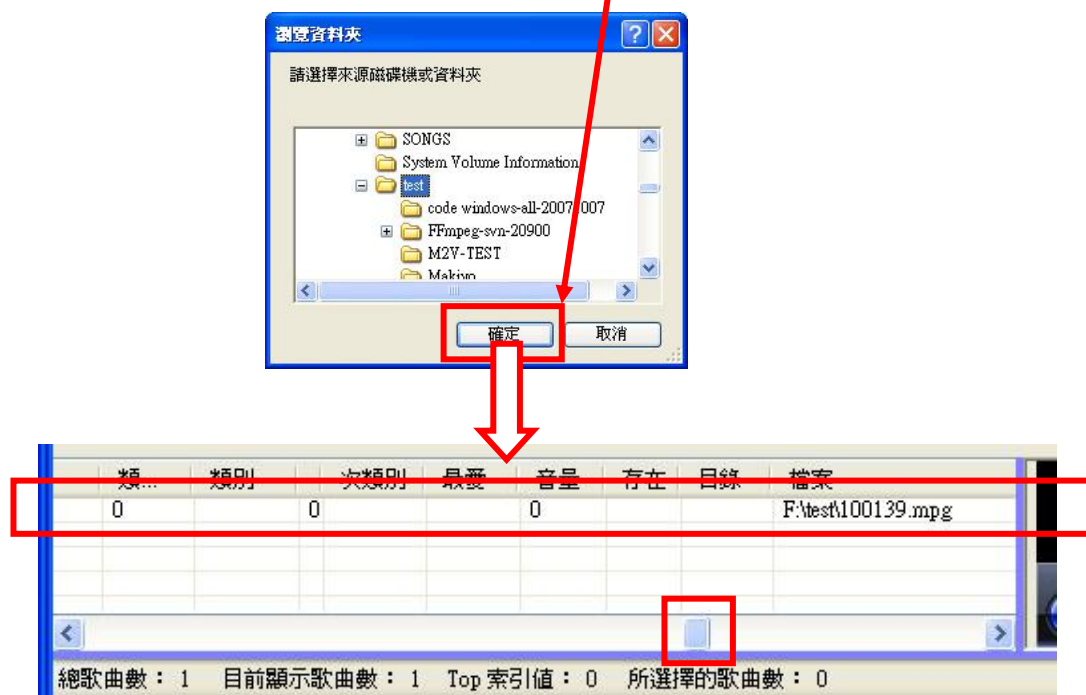 瀏覽資料夾
請選擇來源磁碟機或資料夾
SONGS
System Volume Information
test
code windows-all-20071007
FFmpeg-svn-20900
M2V-TEST
Makivo
確定 取消
類... 類別 次類別 最愛 音量 存在 目錄 檔案
0 0 0 F:\test\100139.mpg
總歌曲數: 1 目前顯示歌曲數: 1 Top 索引值: 0 所選擇的歌曲數: 0